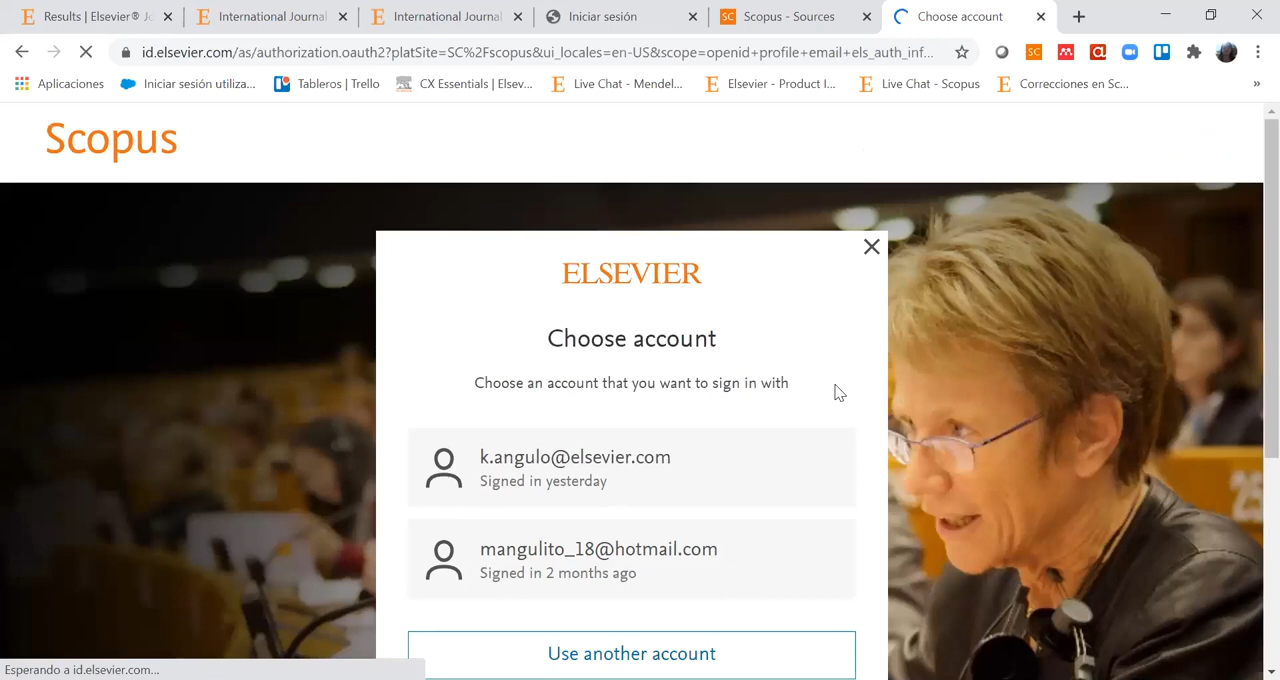 Results | Elsevier® Jo
International Journal
International Journal
Iniciar sesión
SC
Scopus - Sources
Choose account
id.elsevier.com/as/authorization.oauth2?platSite=SC%2Fscopus&ui_locales=en-US&scope=openid+profile+email+els_auth_inf...
SC
Aplicaciones
Iniciar sesión utiliza...
Tableros | Trello
CX Essentials | Elsev...
Live Chat - Mendel...
Elsevier - Product I...
Live Chat - Scopus
Correcciones en Sc...
»
Scopus
ELSEVIER
Choose account
Choose an account that you want to sign in with
k.angulo@elsevier.com
Signed in yesterday
mangulito_18@hotmail.com
Signed in 2 months ago
Use another account
Esperando a id.elsevier.com...